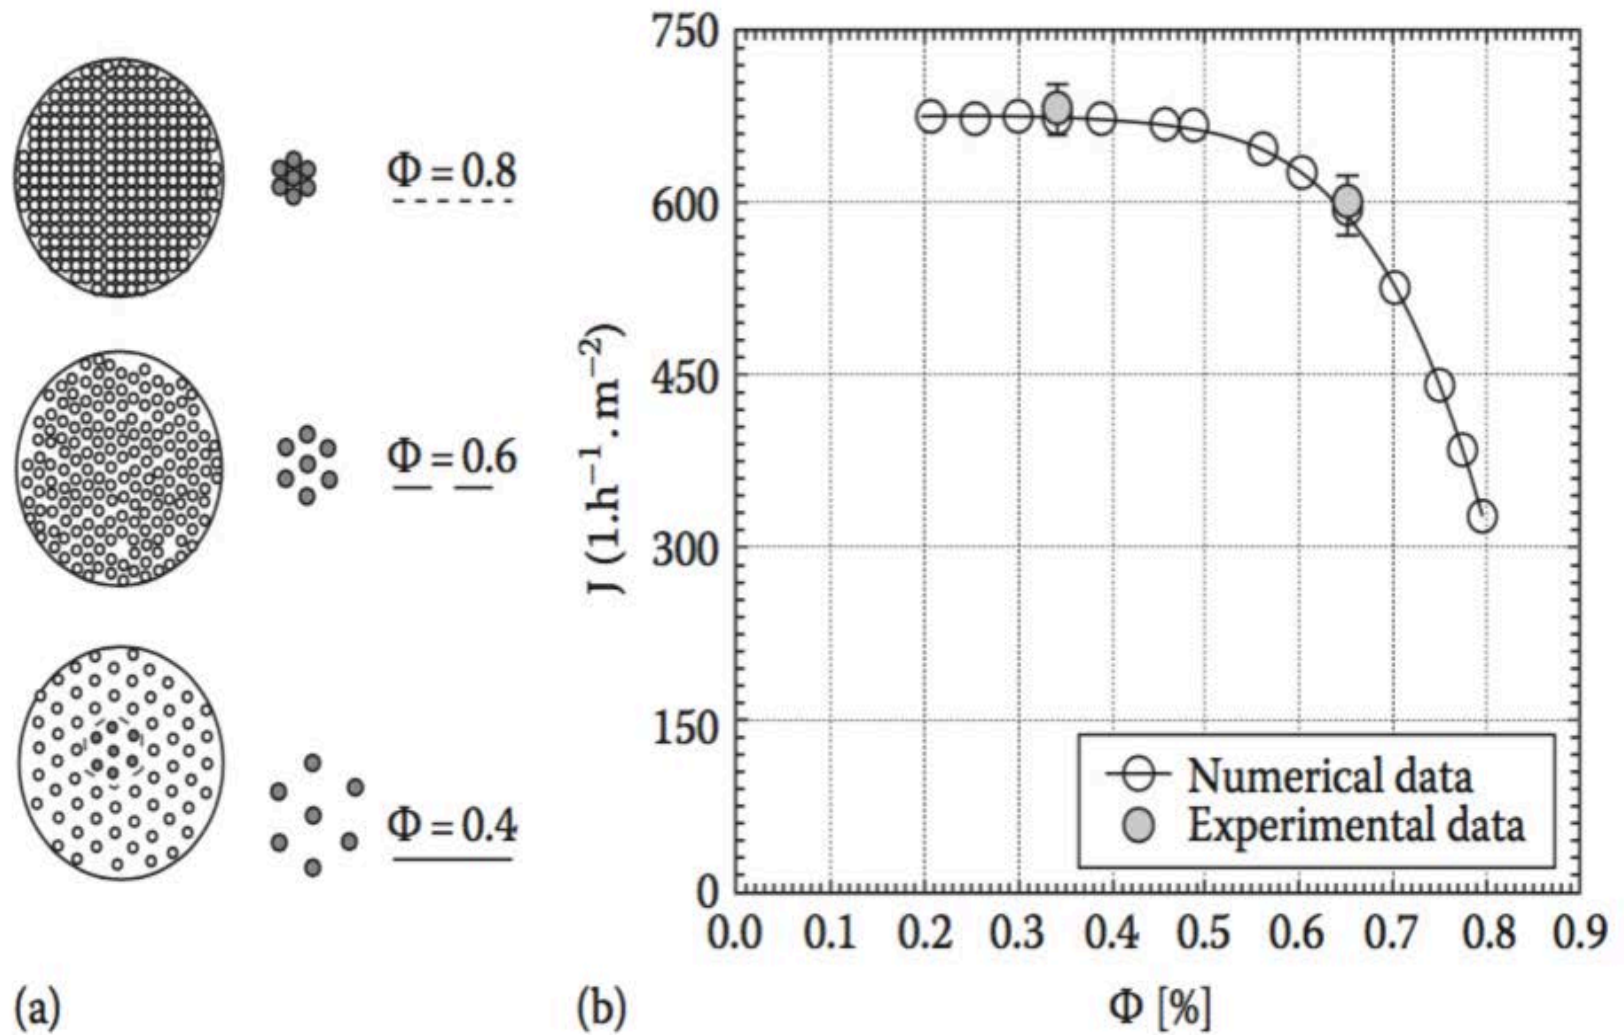 Φ = 0.8
Φ = 0.6
Φ = 0.4
(a)
750
600
450
300
150
0
J (1.h⁻¹.m⁻²)
0.0 0.1 0.2 0.3 0.4 0.5 0.6 0.7 0.8 0.9
Φ [%]
Numerical data
Experimental data
(b)